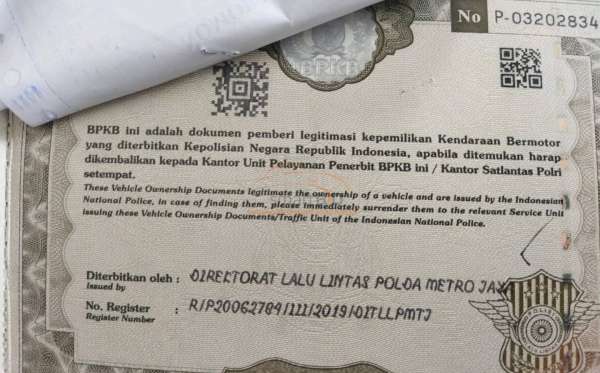 No P-03202834
BPKB
BPKB ini adalah dokumen pemberi legitimasi kepemilikan Kendaraan Bermotor
yang diterbitkan Kepolisian Negara Republik Indonesia, apabila ditemukan harap
dikembalikan kepada Kantor Unit Pelayanan Penerbit BPKB ini / Kantor Satlantas Polri
setempat.
These Vehicle Ownership Documents legitimate the ownership of a vehicle and are issued by the Indonesian
National Police, in case of finding them, please immediately surrender them to the relevant Service Unit
issuing these Vehicle Ownership Documents/Traffic Unit of the Indonesian National Police.
Diterbitkan oleh : DIREKTORAT LALU LINTAS POLDA METRO JAYA
Issued by
No. Register : R/P20062789/III/2019/DITLLPMTJ
Register Number